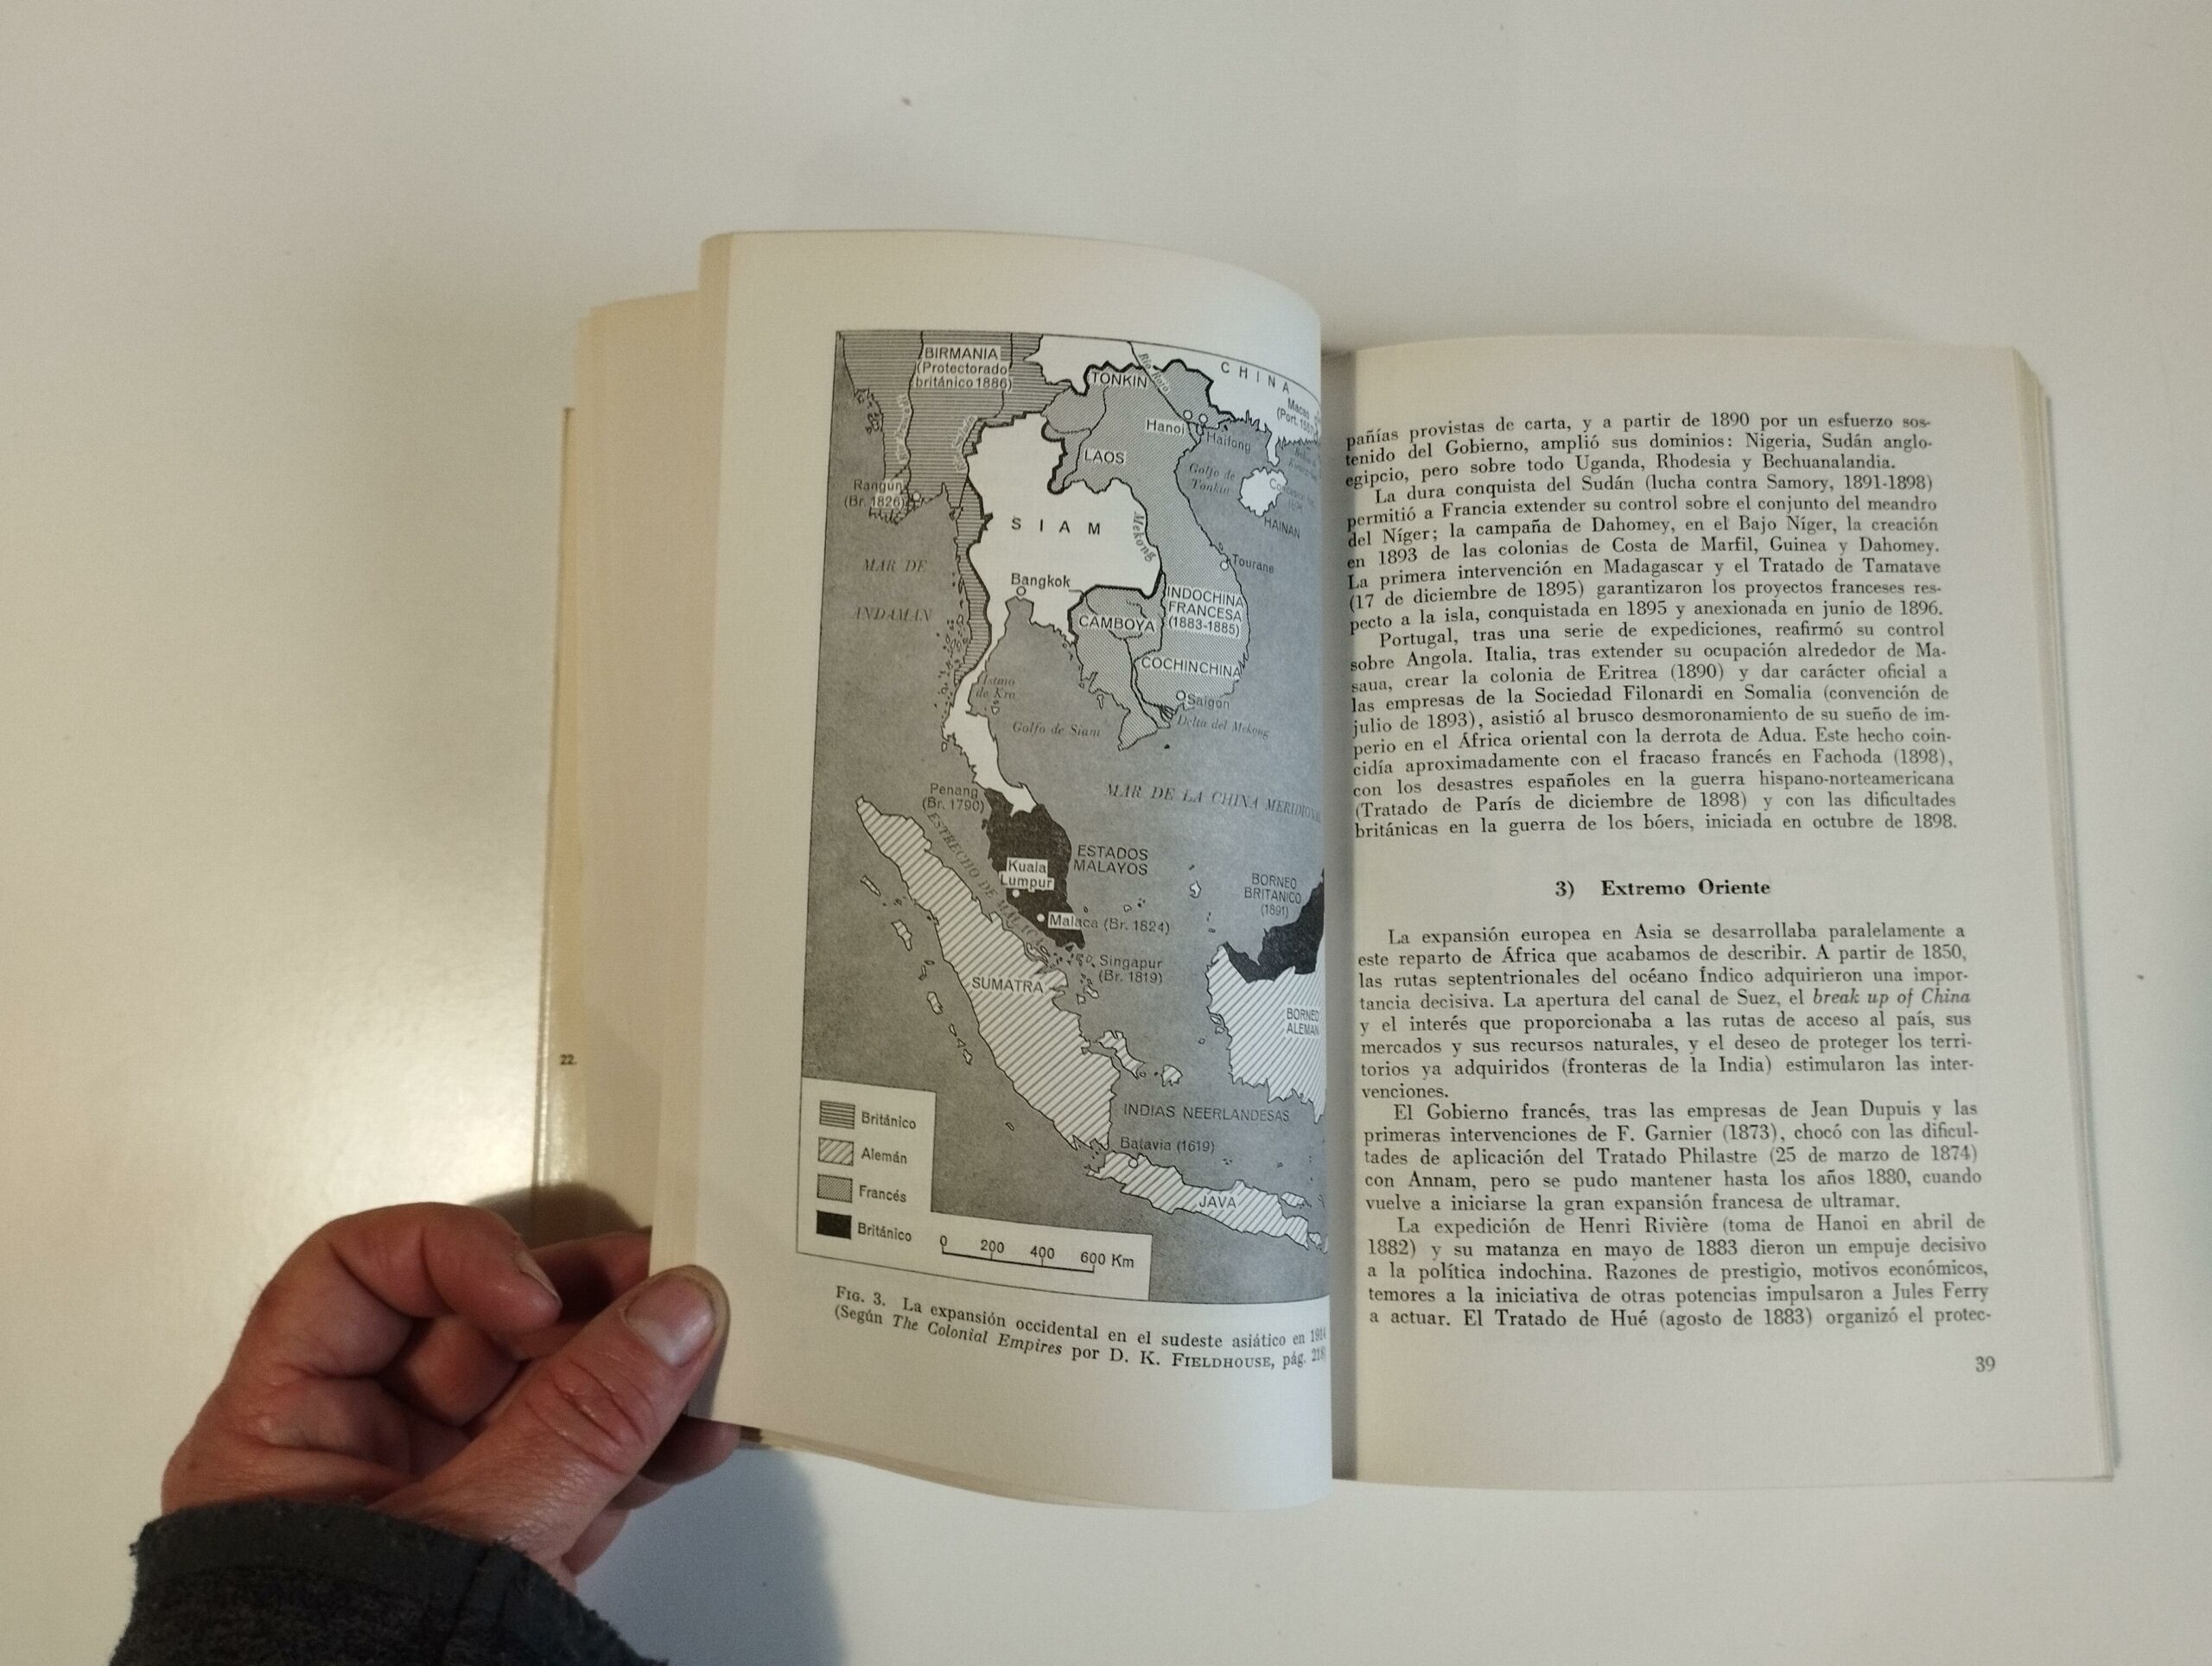 BIRMANIA
(Protectorado
británico 1886)
TONKIN
Río Rojo
CHINA
Macao
(Port. 1557)
Hanoi
Haifong
LAOS
Golfo de
Tonkin
HAINAN
Rangún
(Br. 1826)
SIAM
Mekong
Tourane
MAR DE
ANDAMÁN
Bangkok
INDOCHINA
FRANCESA
(1883-1885)
CAMBOYA
COCHINCHINA
Istmo
de Kra
Saigón
Delta del Mekong
Golfo de Siam
MAR DE LA CHINA
Penang
(Br. 1790)
ESTRECHO DE MALACA
ESTADOS
MALAYOS
Kuala
Lumpur
Malaca (Br. 1824)
BORNEO
BRITÁNICO
(1891)
Singapur
(Br. 1819)
SUMATRA
BORNEO
ALEMÁN
INDIAS NEERLANDESAS
Batavia (1619)
JAVA
Británico
Alemán
Francés
Británico
0 200 400 600 Km
FIG. 3. La expansión occidental en el sudeste asiático en
(Según The Colonial Empires por D. K. FIELDHOUSE, pág.
22.
pañías provistas de carta, y a partir de 1890 por un esfuerzo sos-
tenido del Gobierno, amplió sus dominios: Nigeria, Sudán anglo-
egipcio, pero sobre todo Uganda, Rhodesia y Bechuanalandia.
La dura conquista del Sudán (lucha contra Samory, 1891-1898)
permitió a Francia extender su control sobre el conjunto del meandro
del Níger; la campaña de Dahomey, en el Bajo Níger, la creación
en 1893 de las colonias de Costa de Marfil, Guinea y Dahomey.
La primera intervención en Madagascar y el Tratado de Tamatave
(17 de diciembre de 1895) garantizaron los proyectos franceses res-
pecto a la isla, conquistada en 1895 y anexionada en junio de 1896.
Portugal, tras una serie de expediciones, reafirmó su control
sobre Angola. Italia, tras extender su ocupación alrededor de Ma-
saua, crear la colonia de Eritrea (1890) y dar carácter oficial a
las empresas de la Sociedad Filonardi en Somalia (convención de
julio de 1893), asistió al brusco desmoronamiento de su sueño de im-
perio en el África oriental con la derrota de Adua. Este hecho coin-
cidía aproximadamente con el fracaso francés en Fachoda (1898),
con los desastres españoles en la guerra hispano-norteamericana
(Tratado de París de diciembre de 1898) y con las dificultades
británicas en la guerra de los bóers, iniciada en octubre de 1898.
3) Extremo Oriente
La expansión europea en Asia se desarrollaba paralelamente a
este reparto de África que acabamos de describir. A partir de 1850,
las rutas septentrionales del océano Índico adquirieron una impor-
tancia decisiva. La apertura del canal de Suez, el break up of China
y el interés que proporcionaba a las rutas de acceso al país, sus
mercados y sus recursos naturales, y el deseo de proteger los terri-
torios ya adquiridos (fronteras de la India) estimularon las inter-
venciones.
El Gobierno francés, tras las empresas de Jean Dupuis y las
primeras intervenciones de F. Garnier (1873), chocó con las dificul-
tades de aplicación del Tratado Philastre (25 de marzo de 1874)
con Annam, pero se pudo mantener hasta los años 1880, cuando
vuelve a iniciarse la gran expansión francesa de ultramar.
La expedición de Henri Rivière (toma de Hanoi en abril de
1882) y su matanza en mayo de 1883 dieron un empuje decisivo
a la política indochina. Razones de prestigio, motivos económicos,
temores a la iniciativa de otras potencias impulsaron a Jules Ferry
a actuar. El Tratado de Hué (agosto de 1883) organizó el protec-
39